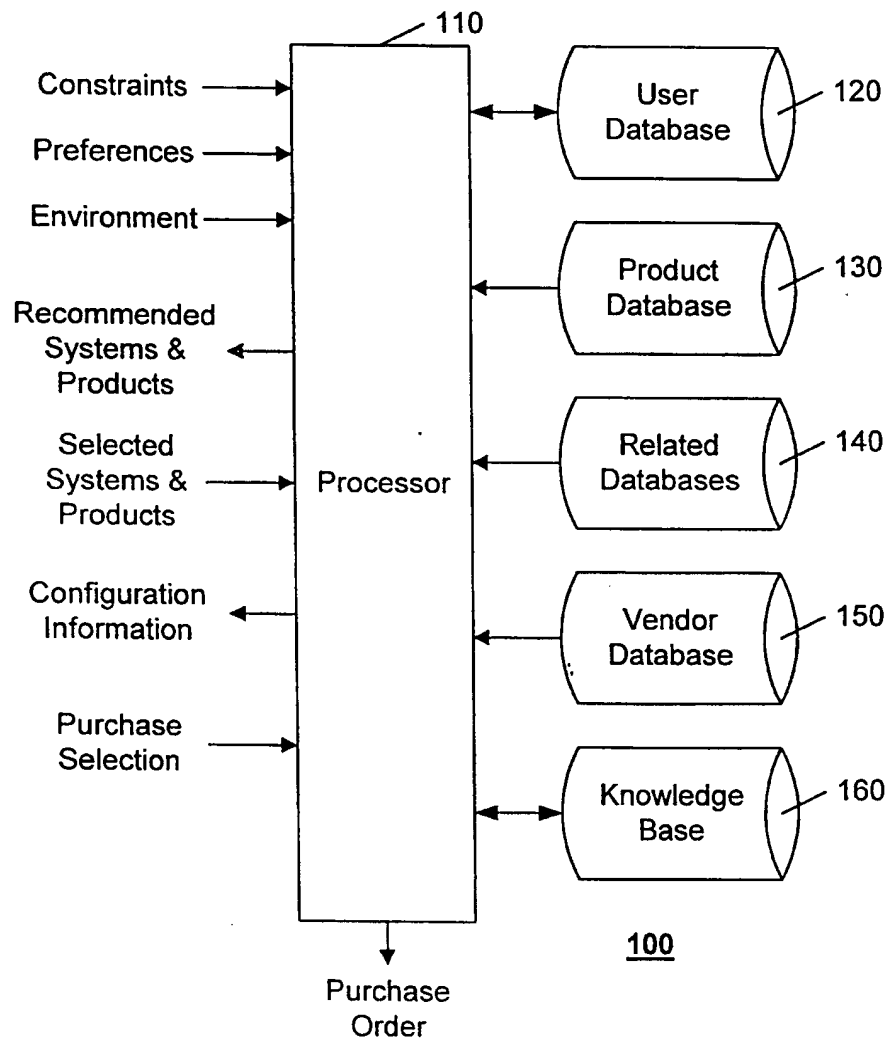 110
Constraints
Preferences
Environment
Recommended
Systems &
Products
Selected
Systems &
Products
Configuration
Information
Purchase
Selection
Processor
User
Database
120
Product
Database
130
Related
Databases
140
Vendor
Database
150
Knowledge
Base
160
100
Purchase
Order